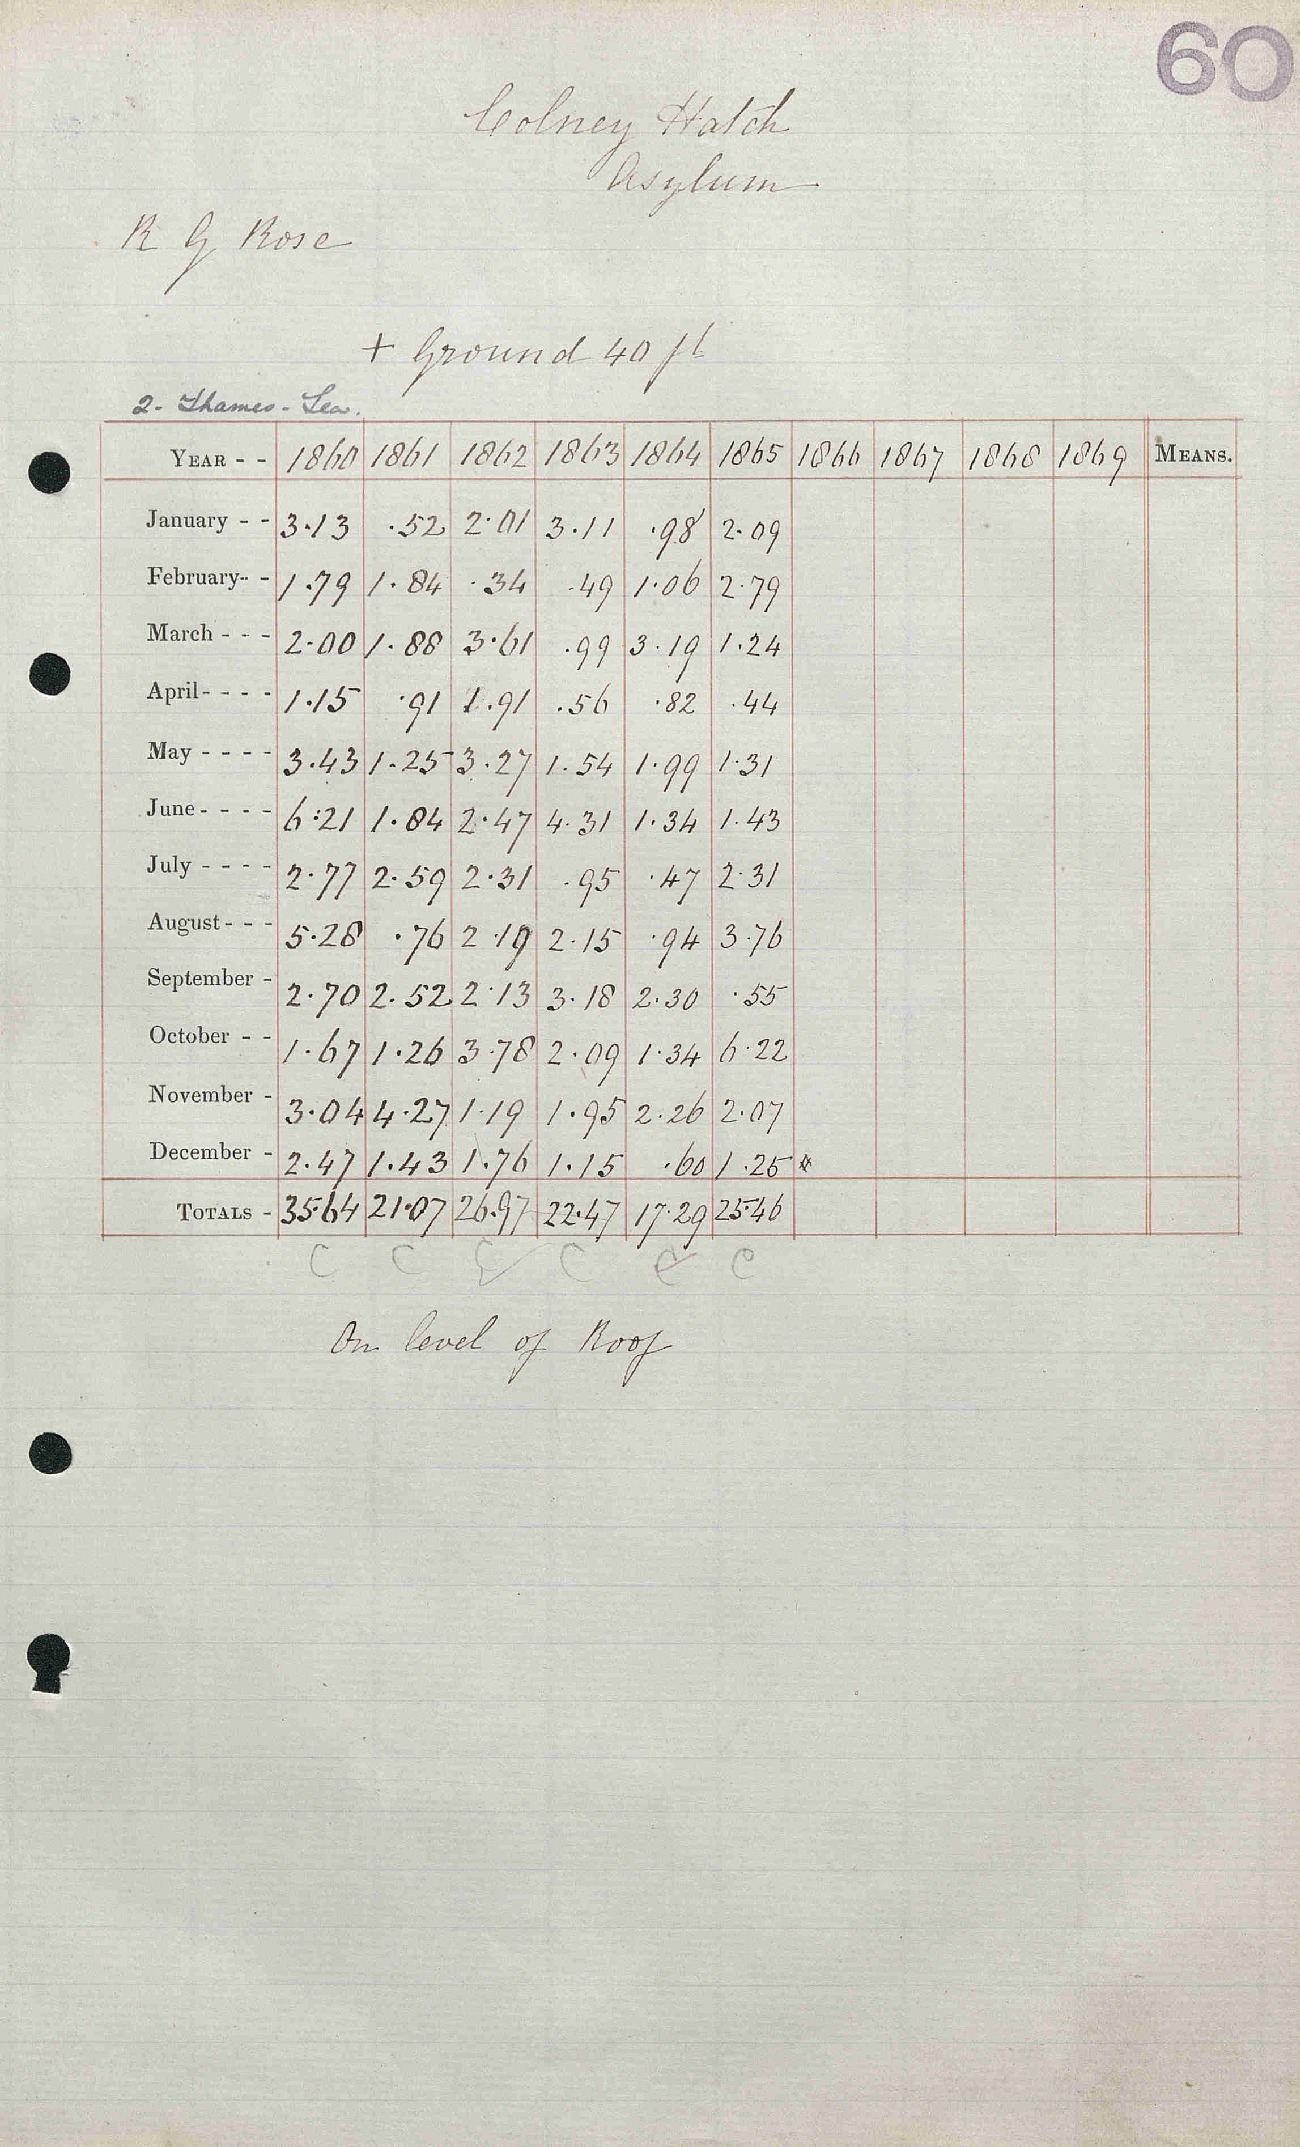 60
Colney Hatch
Asylum
R G Rose
+ Ground 40 ft
2 - Thames - Lea.
YEAR - - 1860 1861 1862 1863 1864 1865 1866 1867 1868 1869 MEANS.
January - - 3.13 .52 2.01 3.11 .98 2.09
February - - 1.79 1.84 .34 .49 1.06 2.79
March - - - 2.00 1.88 3.61 .99 3.19 1.24
April - - - - 1.15 .91 1.91 .56 .82 .44
May - - - - 3.43 1.25 3.27 1.54 1.99 1.31
June - - - - 6.21 1.84 2.47 4.31 1.34 1.43
July - - - - 2.77 2.59 2.31 .95 .47 2.31
August - - - 5.28 .76 2.19 2.15 .94 3.76
September - 2.70 2.52 2.13 3.18 2.30 .55
October - - 1.67 1.26 3.78 2.09 1.34 6.22
November - 3.04 4.27 1.19 1.95 2.26 2.07
December - 2.47 1.43 1.76 1.15 .60 1.25 *
TOTALS - 35.64 21.07 26.97 22.47 17.29 25.46
C C C C C C
On level of Roof